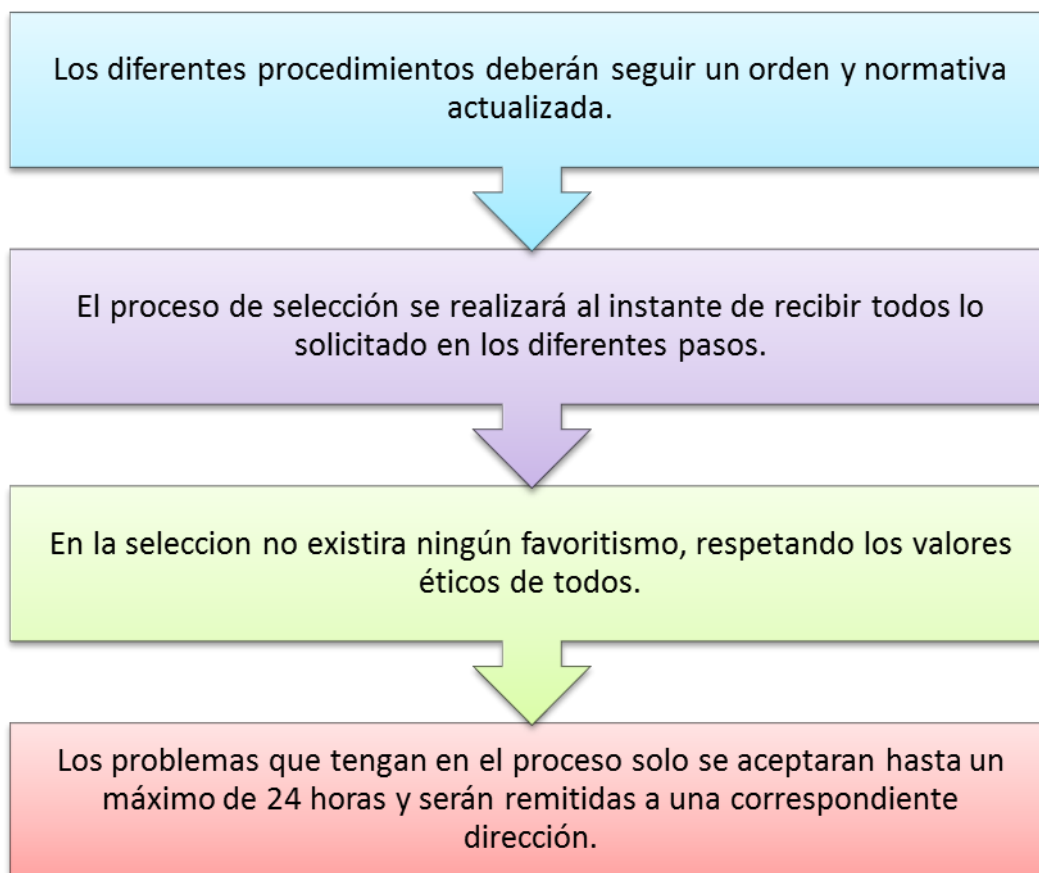 Los diferentes procedimientos deberán seguir un orden y normativa
actualizada.
El proceso de selección se realizará al instante de recibir todos lo
solicitado en los diferentes pasos.
En la seleccion no existira ningún favoritismo, respetando los valores
éticos de todos.
Los problemas que tengan en el proceso solo se aceptaran hasta un
máximo de 24 horas y serán remitidas a una correspondiente
dirección.